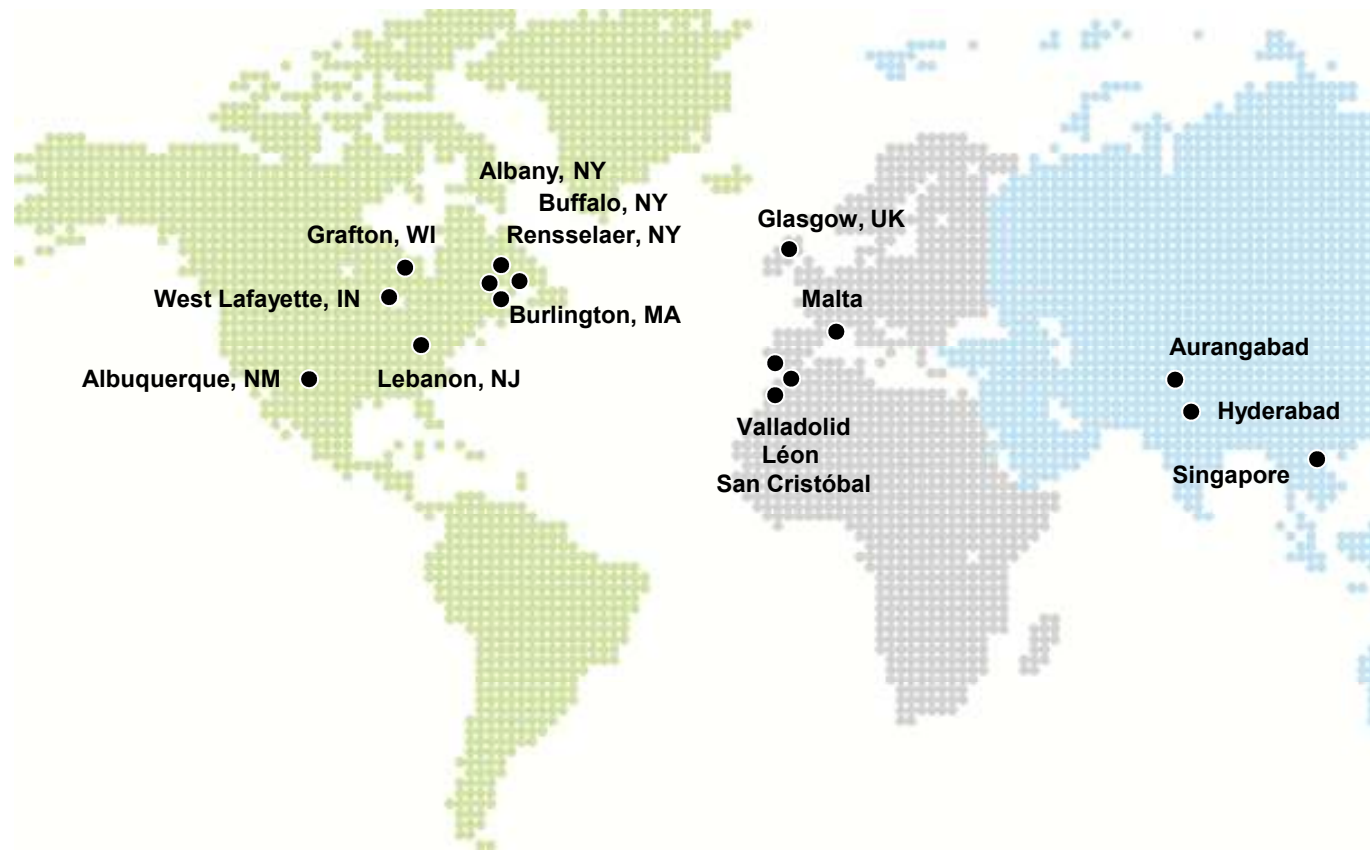 Albany, NY
Buffalo, NY
Glasgow, UK
Grafton, WI
Rensselaer, NY
West Lafayette, IN
Malta
Burlington, MA
Aurangabad
Albuquerque, NM
Lebanon, NJ
Hyderabad
Valladolid
Léon
San Cristóbal
Singapore